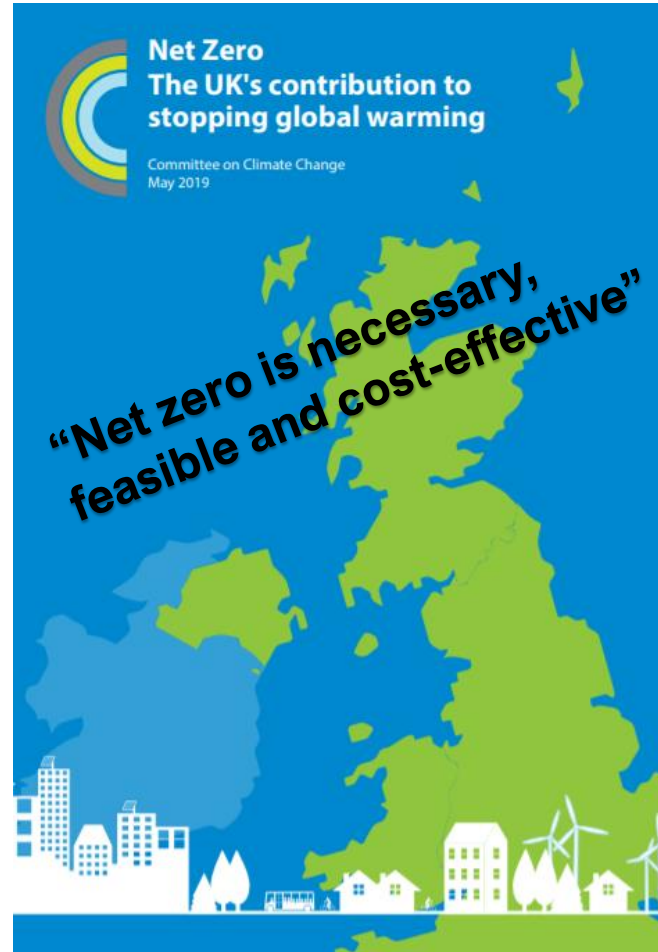 Net Zero
The UK's contribution to
stopping global warming
Committee on Climate Change
May 2019
“Net zero is necessary,
feasible and cost-effective”